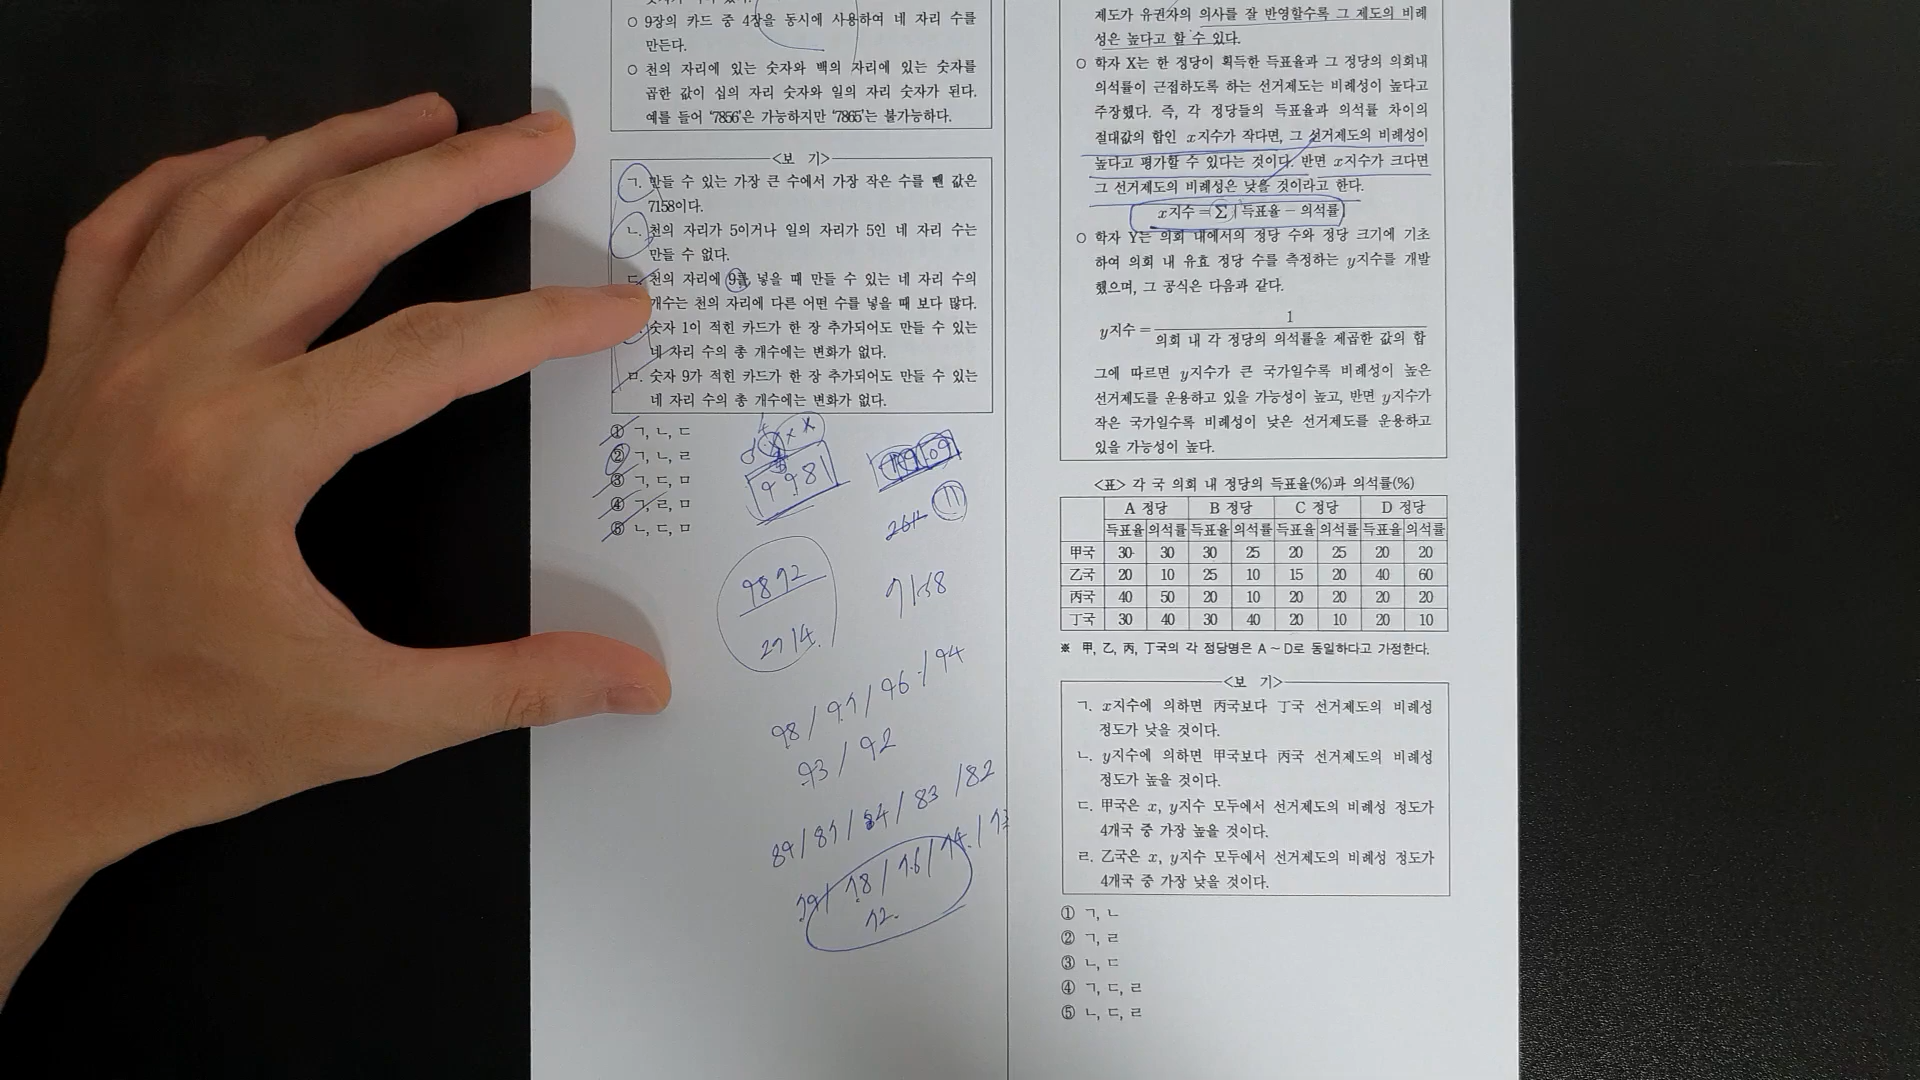 ○ 9장의 카드 중 4장을 동시에 사용하여 네 자리 수를
만든다.
○ 천의 자리에 있는 숫자와 백의 자리에 있는 숫자를
곱한 값이 십의 자리 숫자와 일의 자리 숫자가 된다.
예를 들어 '7856'은 가능하지만 '7865'는 불가능하다.
<보 기>
ㄱ. 만들 수 있는 가장 큰 수에서 가장 작은 수를 뺀 값은
7158이다.
ㄴ. 천의 자리가 5이거나 일의 자리가 5인 네 자리 수는
만들 수 없다.
ㄷ. 천의 자리에 9를 넣을 때 만들 수 있는 네 자리 수의
개수는 천의 자리에 다른 어떤 수를 넣을 때 보다 많다.
숫자 1이 적힌 카드가 한 장 추가되어도 만들 수 있는
네 자리 수의 총 개수에는 변화가 없다.
ㅁ. 숫자 9가 적힌 카드가 한 장 추가되어도 만들 수 있는
네 자리 수의 총 개수에는 변화가 없다.
① ㄱ, ㄴ, ㄷ
② ㄱ, ㄴ, ㄹ
③ ㄱ, ㄷ, ㅁ
④ ㄱ, ㄹ, ㅁ
⑤ ㄴ, ㄷ, ㅁ
9981
11
9872
7158
2714.
98 / 97 / 96 / 94
93 / 92
89 / 87 / 84 / 83 / 82
79 / 78 / 76 / 74 / 73
72.
제도가 유권자의 의사를 잘 반영할수록 그 제도의 비례
성은 높다고 할 수 있다.
○ 학자 X는 한 정당이 획득한 득표율과 그 정당의 의회내
의석률이 근접하도록 하는 선거제도는 비례성이 높다고
주장했다. 즉, 각 정당들의 득표율과 의석률 차이의
절대값의 합인 x지수가 작다면, 그 선거제도의 비례성이
높다고 평가할 수 있다는 것이다. 반면 x지수가 크다면
그 선거제도의 비례성은 낮을 것이라고 한다.
x지수 = Σ | 득표율 - 의석률 |
○ 학자 Y는 의회 내에서의 정당 수와 정당 크기에 기초
하여 의회 내 유효 정당 수를 측정하는 y지수를 개발
했으며, 그 공식은 다음과 같다.
y지수 = 1 / 의회 내 각 정당의 의석률을 제곱한 값의 합
그에 따르면 y지수가 큰 국가일수록 비례성이 높은
선거제도를 운용하고 있을 가능성이 높고, 반면 y지수가
작은 국가일수록 비례성이 낮은 선거제도를 운용하고
있을 가능성이 높다.
<표> 각 국 의회 내 정당의 득표율(%)과 의석률(%)
A 정당 B 정당 C 정당 D 정당
득표율 의석률 득표율 의석률 득표율 의석률 득표율 의석률
甲국 30 30 30 25 20 25 20 20
乙국 20 10 25 10 15 20 40 60
丙국 40 50 20 10 20 20 20 20
丁국 30 40 30 40 20 10 20 10
※ 甲, 乙, 丙, 丁국의 각 정당명은 A ~ D로 동일하다고 가정한다.
<보 기>
ㄱ. x지수에 의하면 丙국보다 丁국 선거제도의 비례성
정도가 낮을 것이다.
ㄴ. y지수에 의하면 甲국보다 丙국 선거제도의 비례성
정도가 높을 것이다.
ㄷ. 甲국은 x, y지수 모두에서 선거제도의 비례성 정도가
4개국 중 가장 높을 것이다.
ㄹ. 乙국은 x, y지수 모두에서 선거제도의 비례성 정도가
4개국 중 가장 낮을 것이다.
① ㄱ, ㄴ
② ㄱ, ㄹ
③ ㄴ, ㄷ
④ ㄱ, ㄷ, ㄹ
⑤ ㄴ, ㄷ, ㄹ